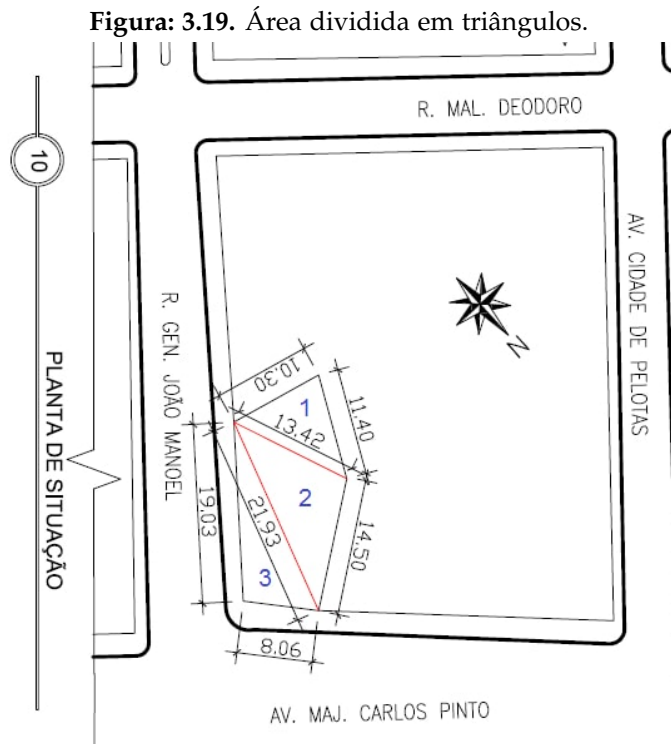 Figura: 3.19. Área dividida em triângulos.
R. MAL. DEODORO
10
PLANTA DE SITUAÇÃO
R. GEN. JOÃO MANOEL
AV. CIDADE DE PELOTAS
N
10.30
1
11.40
13.42
2
19.03
21.93
14.50
3
8.06
AV. MAJ. CARLOS PINTO